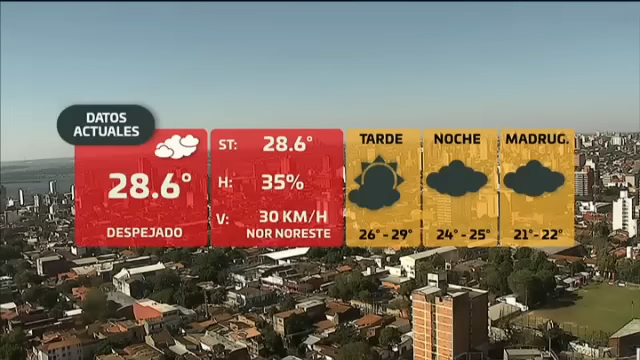 DATOS
ACTUALES
28.6°
DESPEJADO
ST: 28.6°
H: 35%
V: 30 KM/H
NOR NORESTE
TARDE
26° - 29°
NOCHE
24° - 25°
MADRUG.
21° - 22°